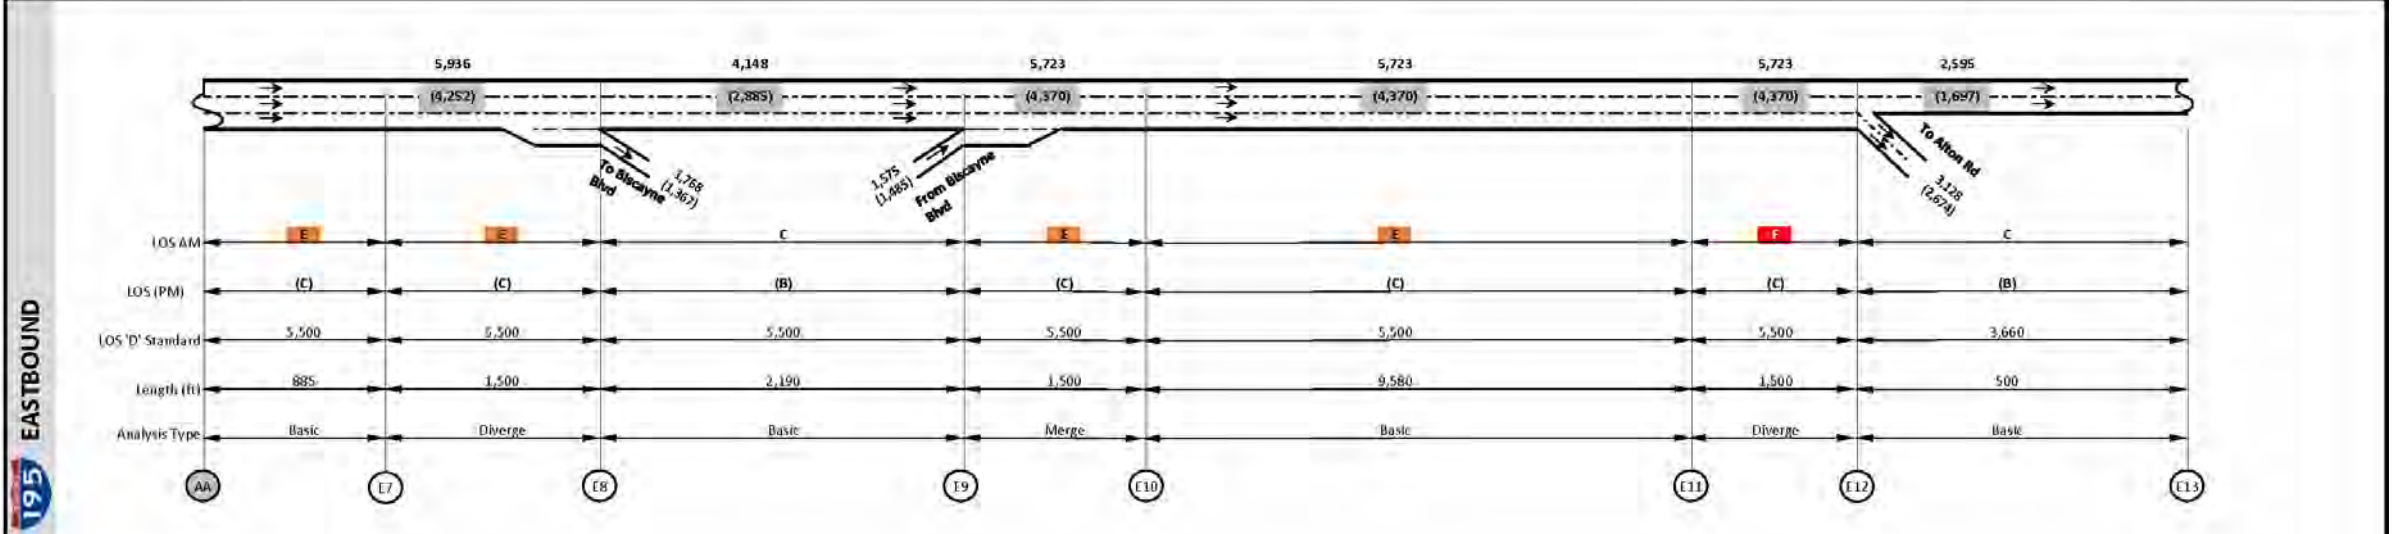 5,936 4,148 5,723 5,723 5,723 2,595
(4,252) (2,885) (4,370) (4,370) (4,370) (1,697)
To Biscayne
Blvd
1,768
(1,367)
1,575
(1,485)
From Biscayne
Blvd
To Alton Rd
3,128
(2,674)
LOS AM E E C E E F C
LOS (PM) (C) (C) (B) (C) (C) (C) (B)
LOS 'D' Standard 5,500 5,500 5,500 5,500 5,500 5,500 3,660
Length (ft) 885 1,500 2,190 1,500 9,580 1,500 500
Analysis Type Basic Diverge Basic Merge Basic Diverge Basic
AA E7 E8 E9 E10 E11 E12 E13
195 EASTBOUND